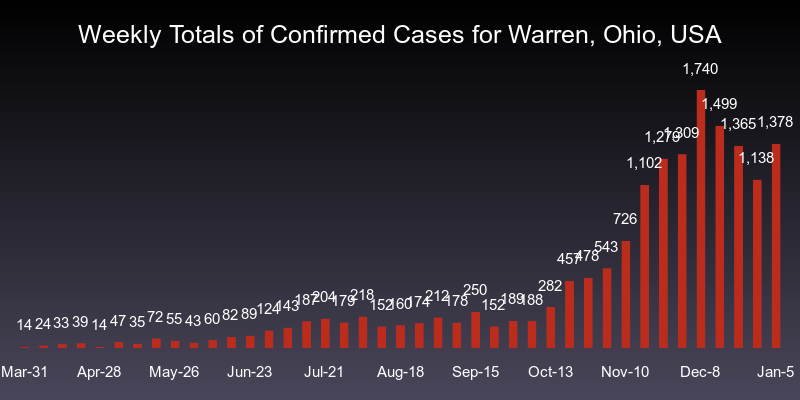 Weekly Totals of Confirmed Cases for Warren, Ohio, USA
14 24 33 39 14 47 35 72 55 43 60 82 89 124 143 187 204 179 218 152 160 174 212 178 250 152 189 188 282 457 478 543 726 1,102 1,279 1,309 1,740 1,499 1,365 1,138 1,378
Mar-31 Apr-28 May-26 Jun-23 Jul-21 Aug-18 Sep-15 Oct-13 Nov-10 Dec-8 Jan-5